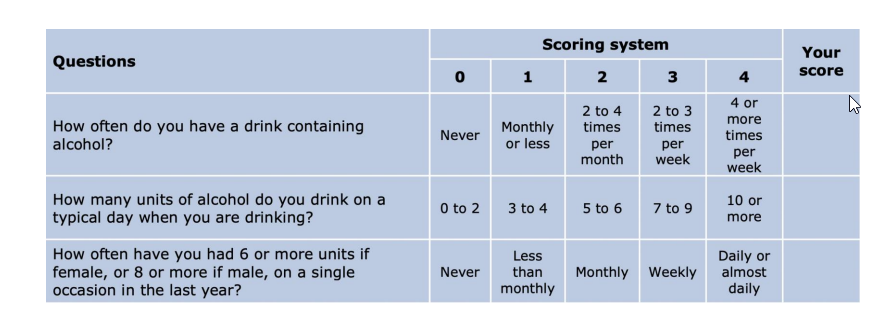 Questions
Scoring system
Your
score
0 1 2 3 4
How often do you have a drink containing
alcohol?
Never
Monthly
or less
2 to 4
times
per
month
2 to 3
times
per
week
4 or
more
times
per
week
How many units of alcohol do you drink on a
typical day when you are drinking?
0 to 2
3 to 4
5 to 6
7 to 9
10 or
more
How often have you had 6 or more units if
female, or 8 or more if male, on a single
occasion in the last year?
Never
Less
than
monthly
Monthly
Weekly
Daily or
almost
daily